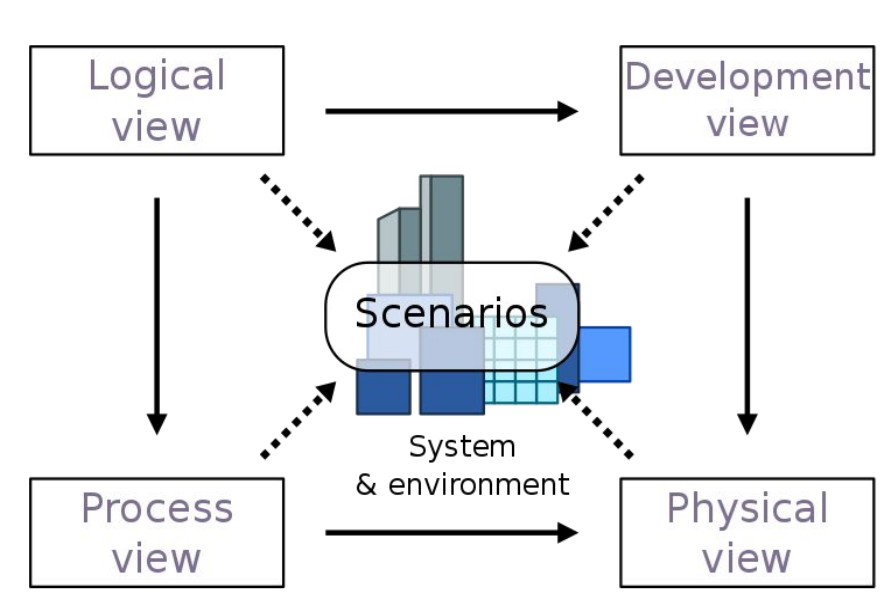 Logical
view
Development
view
Scenarios
System
& environment
Process
view
Physical
view